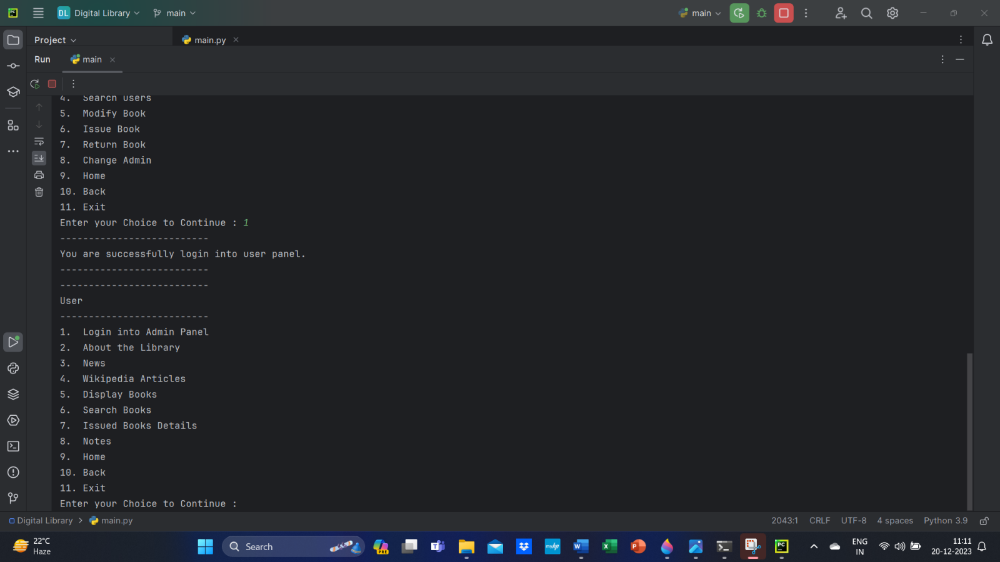 DL Digital Library main main
Project main.py
Run main
4. Search Users
5. Modify Book
6. Issue Book
7. Return Book
8. Change Admin
9. Home
10. Back
11. Exit
Enter your Choice to Continue : 1
--------------------------
You are successfully login into user panel.
--------------------------
--------------------------
User
--------------------------
1. Login into Admin Panel
2. About the Library
3. News
4. Wikipedia Articles
5. Display Books
6. Search Books
7. Issued Books Details
8. Notes
9. Home
10. Back
11. Exit
Enter your Choice to Continue :
Digital Library > main.py 2043:1 CRLF UTF-8 4 spaces Python 3.9
22°C
Haze
Search
ENG
IN
11:11
20-12-2023